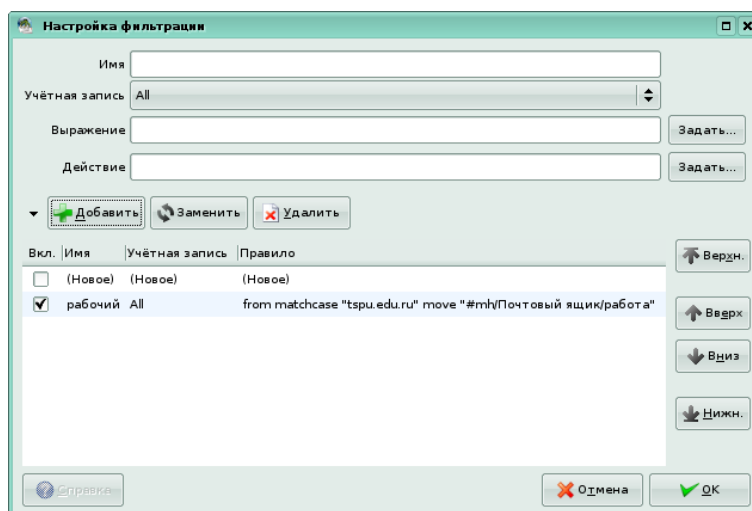 Настройка фильтрации
Имя
Учётная запись All
Выражение Задать...
Действие Задать...
Добавить Заменить Удалить
Вкл. Имя Учётная запись Правило
(Новое) (Новое) (Новое)
рабочий All from matchcase "tspu.edu.ru" move "#mh/Почтовый ящик/работа"
Верхн.
Вверх
Вниз
Нижн.
Справка Отмена OK